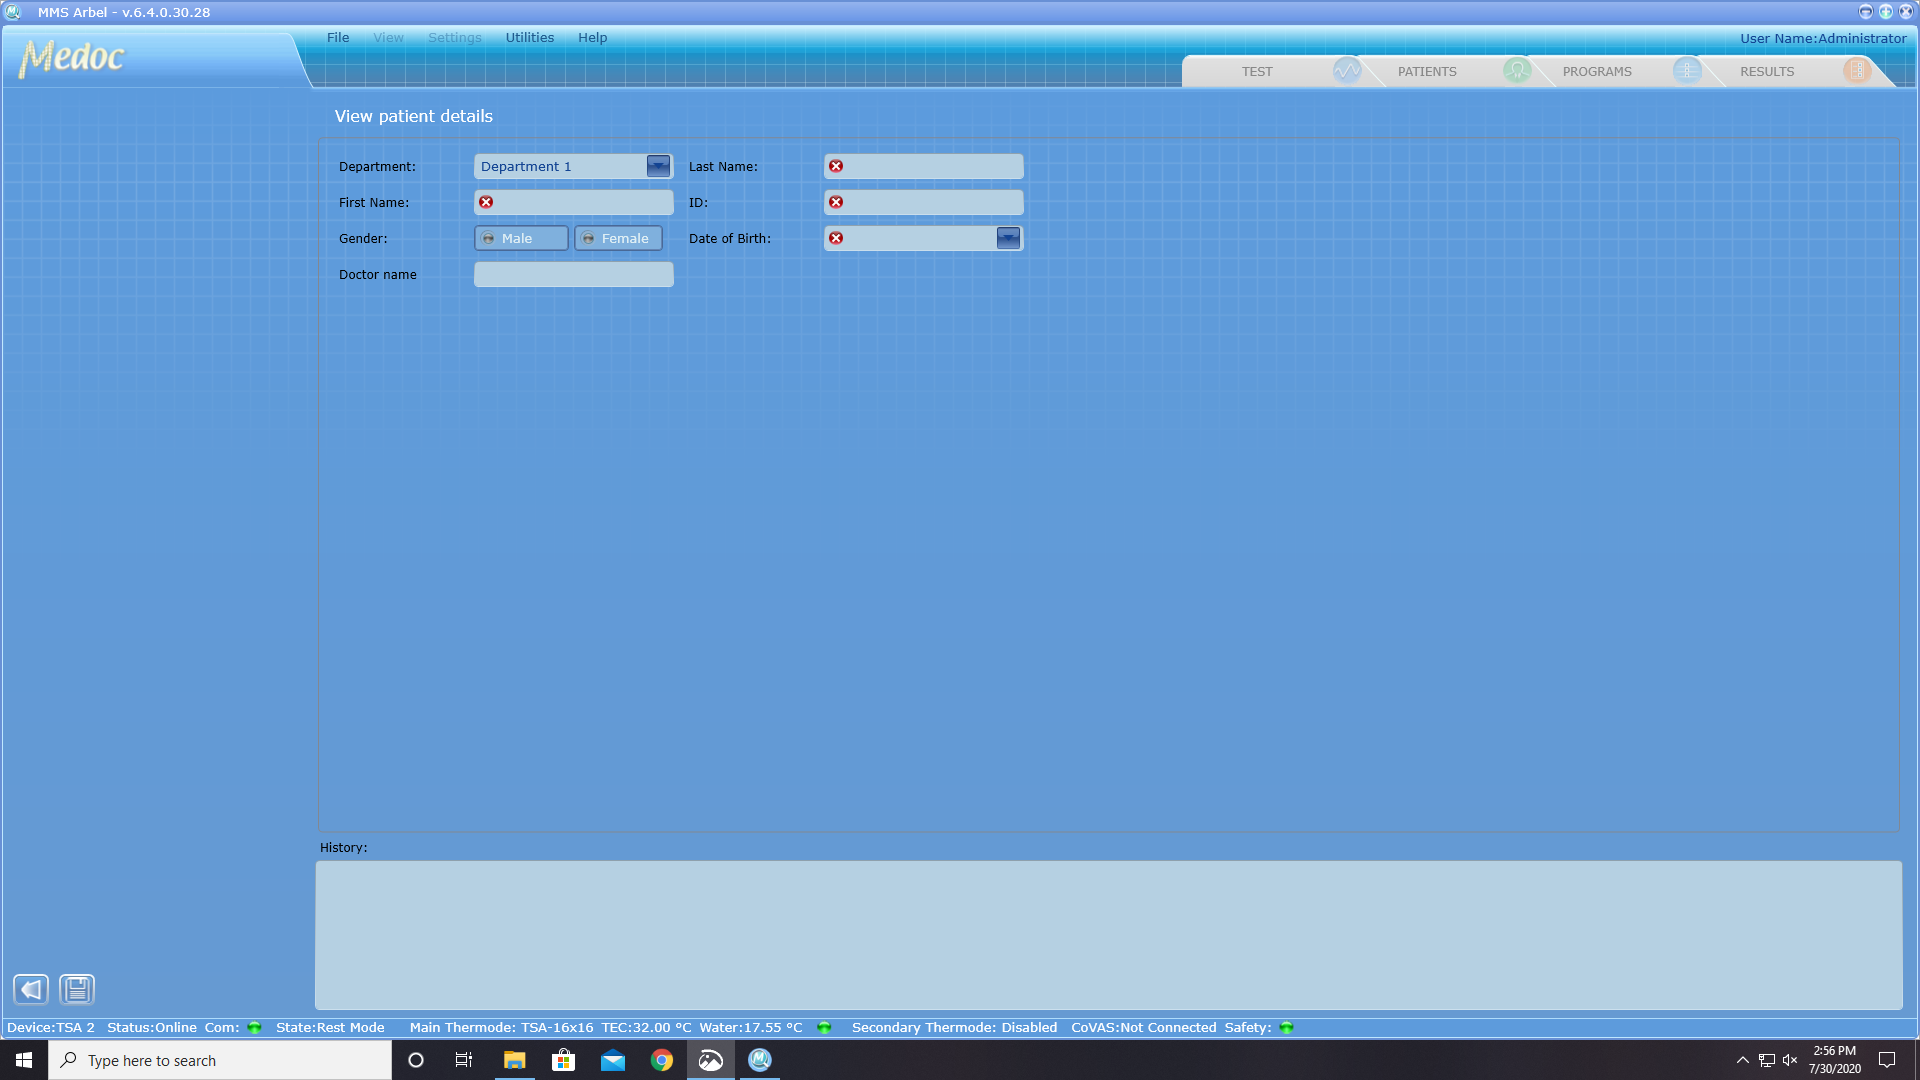 MMS Arbel - v.6.4.0.30.28
Medoc
File View Settings Utilities Help
User Name:Administrator
TEST PATIENTS PROGRAMS RESULTS
View patient details
Department: Department 1 Last Name:
First Name: ID:
Gender: Male Female Date of Birth:
Doctor name
History:
Device:TSA 2 Status:Online Com: State:Rest Mode Main Thermode: TSA-16x16 TEC:32.00 °C Water:17.55 °C Secondary Thermode: Disabled CoVAS:Not Connected Safety:
Type here to search
2:56 PM
7/30/2020